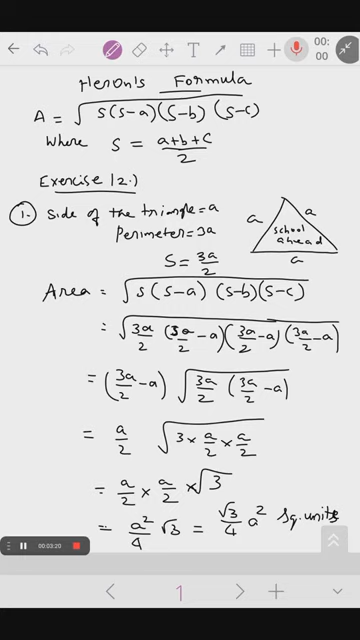 00:
00
Heron's Formula
A = √s(s-a)(s-b) (s-c)
where s = a+b+c/2
Exercise 12.1
1. Side of the triangle = a
Perimeter = 3a
S = 3a/2
a
a
School
ahead
a
Area = √s (s-a) (s-b)(s-c)
= √3a/2 (3a/2 - a)(3a/2 - a)(3a/2 - a)
= (3a/2 - a) √3a/2 (3a/2 - a)
= a/2 √3 × a/2 × a/2
= a/2 × a/2 × √3
= a²/4 √3 = √3/4 a² Sq. units
00:03:20
1